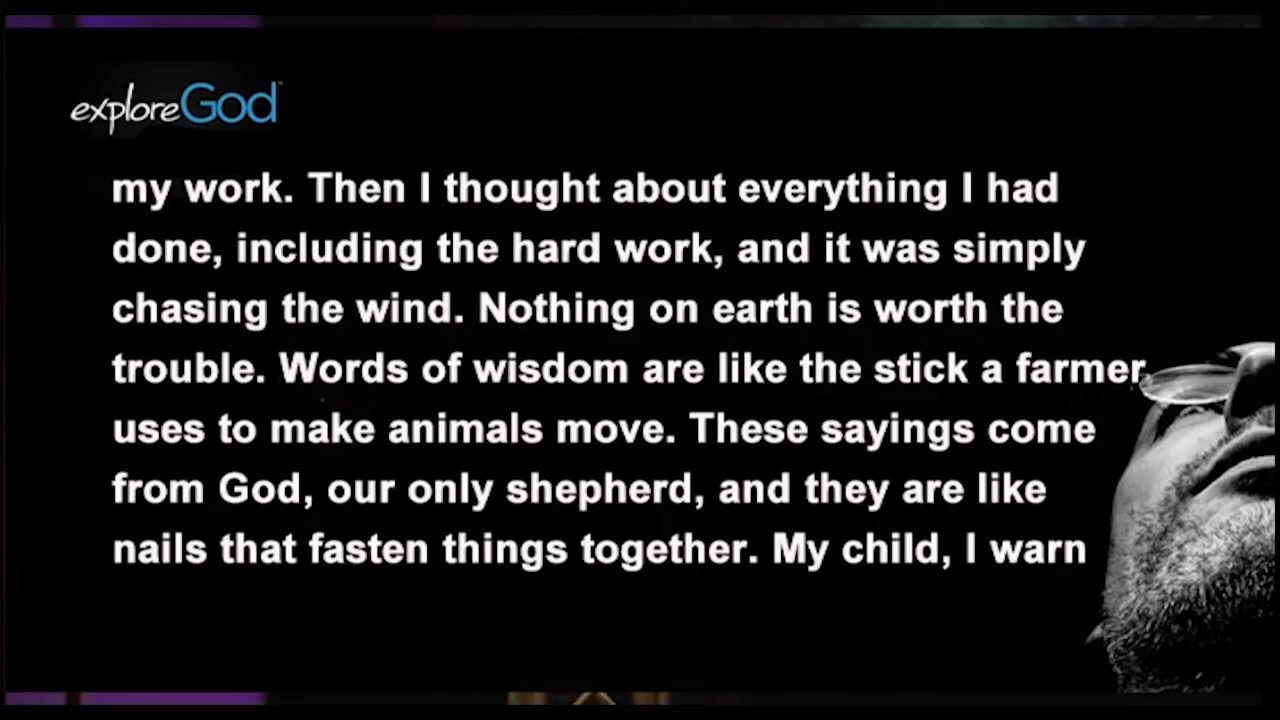 exploreGod™
my work. Then I thought about everything I had
done, including the hard work, and it was simply
chasing the wind. Nothing on earth is worth the
trouble. Words of wisdom are like the stick a farmer
uses to make animals move. These sayings come
from God, our only shepherd, and they are like
nails that fasten things together. My child, I warn